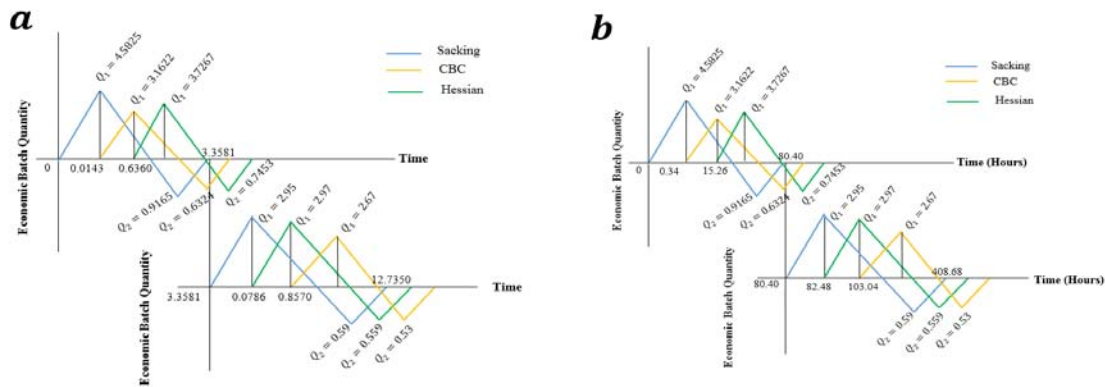 a
Sacking
CBC
Hessian
Economic Batch Quantity
Q₁ = 4.5825
Q₁ = 3.1622
Q₁ = 3.7267
0
0.0143
0.6360
3.3581
Time
Q₂ = 0.9165
Q₂ = 0.6324
Q₂ = 0.7453
Economic Batch Quantity
Q₁ = 2.95
Q₁ = 2.97
Q₁ = 2.67
3.3581
0.0786
0.8570
12.7350
Time
Q₂ = 0.59
Q₂ = 0.559
Q₂ = 0.53
b
Sacking
CBC
Hessian
Economic Batch Quantity
Q₁ = 4.5825
Q₁ = 3.1622
Q₁ = 3.7267
0
0.34
15.26
80.40
Time (Hours)
Q₂ = 0.9165
Q₂ = 0.6324
Q₂ = 0.7453
Economic Batch Quantity
Q₁ = 2.95
Q₁ = 2.97
Q₁ = 2.67
80.40
82.48
103.04
408.68
Time (Hours)
Q₂ = 0.59
Q₂ = 0.559
Q₂ = 0.53